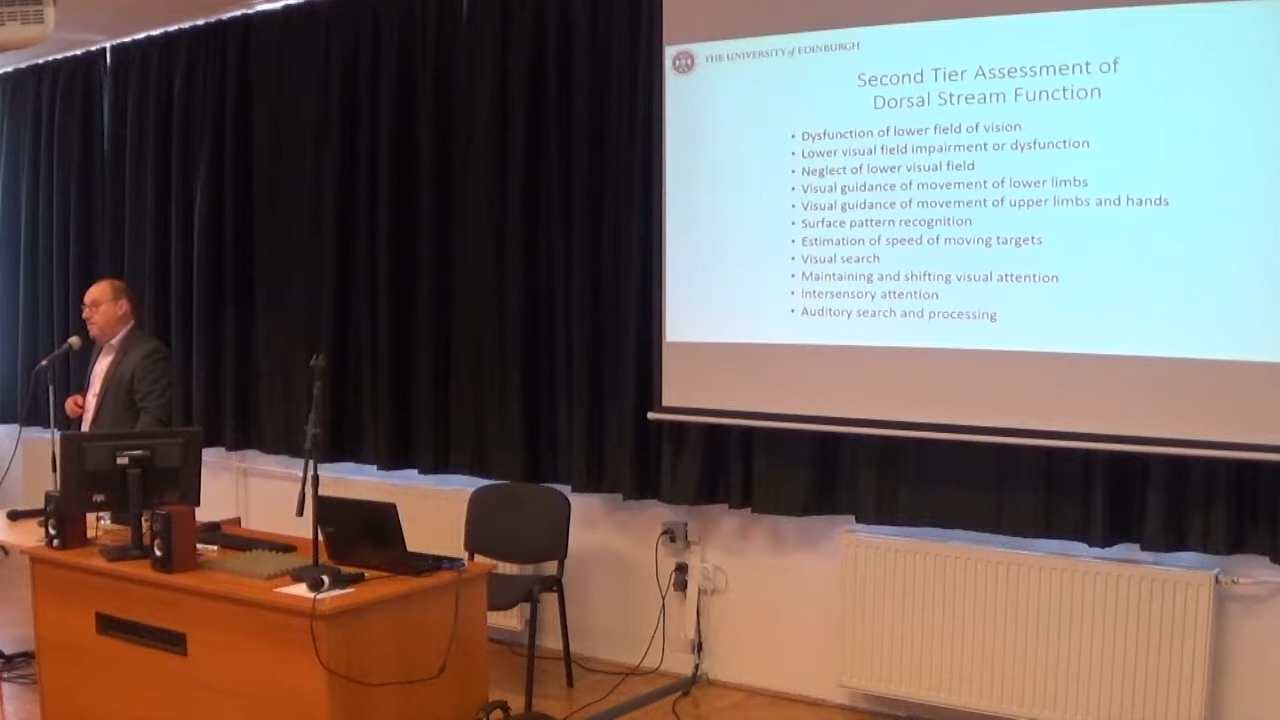 THE UNIVERSITY of EDINBURGH
Second Tier Assessment of
Dorsal Stream Function
• Dysfunction of lower field of vision
• Lower visual field impairment or dysfunction
• Neglect of lower visual field
• Visual guidance of movement of lower limbs
• Visual guidance of movement of upper limbs and hands
• Surface pattern recognition
• Estimation of speed of moving targets
• Visual search
• Maintaining and shifting visual attention
• Intersensory attention
• Auditory search and processing